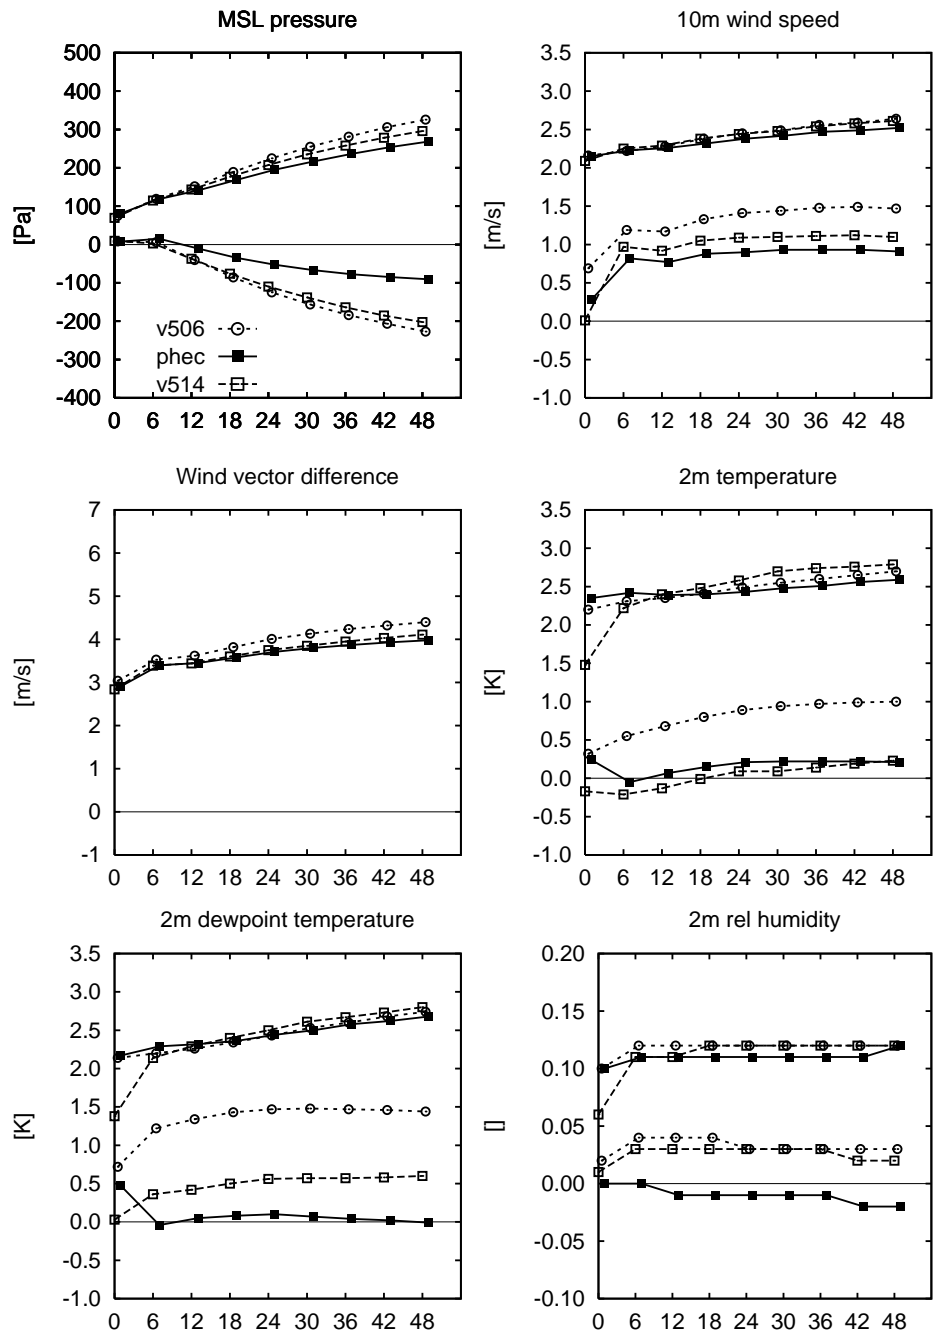 MSL pressure
500
400
300
200
100
0
-100
-200
-300
-400
[Pa]
v506
phec
v514
0 6 12 18 24 30 36 42 48
10m wind speed
3.5
3.0
2.5
2.0
1.5
1.0
0.5
0.0
-0.5
-1.0
[m/s]
0 6 12 18 24 30 36 42 48
Wind vector difference
7
6
5
4
3
2
1
0
-1
[m/s]
0 6 12 18 24 30 36 42 48
2m temperature
3.5
3.0
2.5
2.0
1.5
1.0
0.5
0.0
-0.5
-1.0
[K]
0 6 12 18 24 30 36 42 48
2m dewpoint temperature
3.5
3.0
2.5
2.0
1.5
1.0
0.5
0.0
-0.5
-1.0
[K]
0 6 12 18 24 30 36 42 48
2m rel humidity
0.20
0.15
0.10
0.05
0.00
-0.05
-0.10
[]
0 6 12 18 24 30 36 42 48